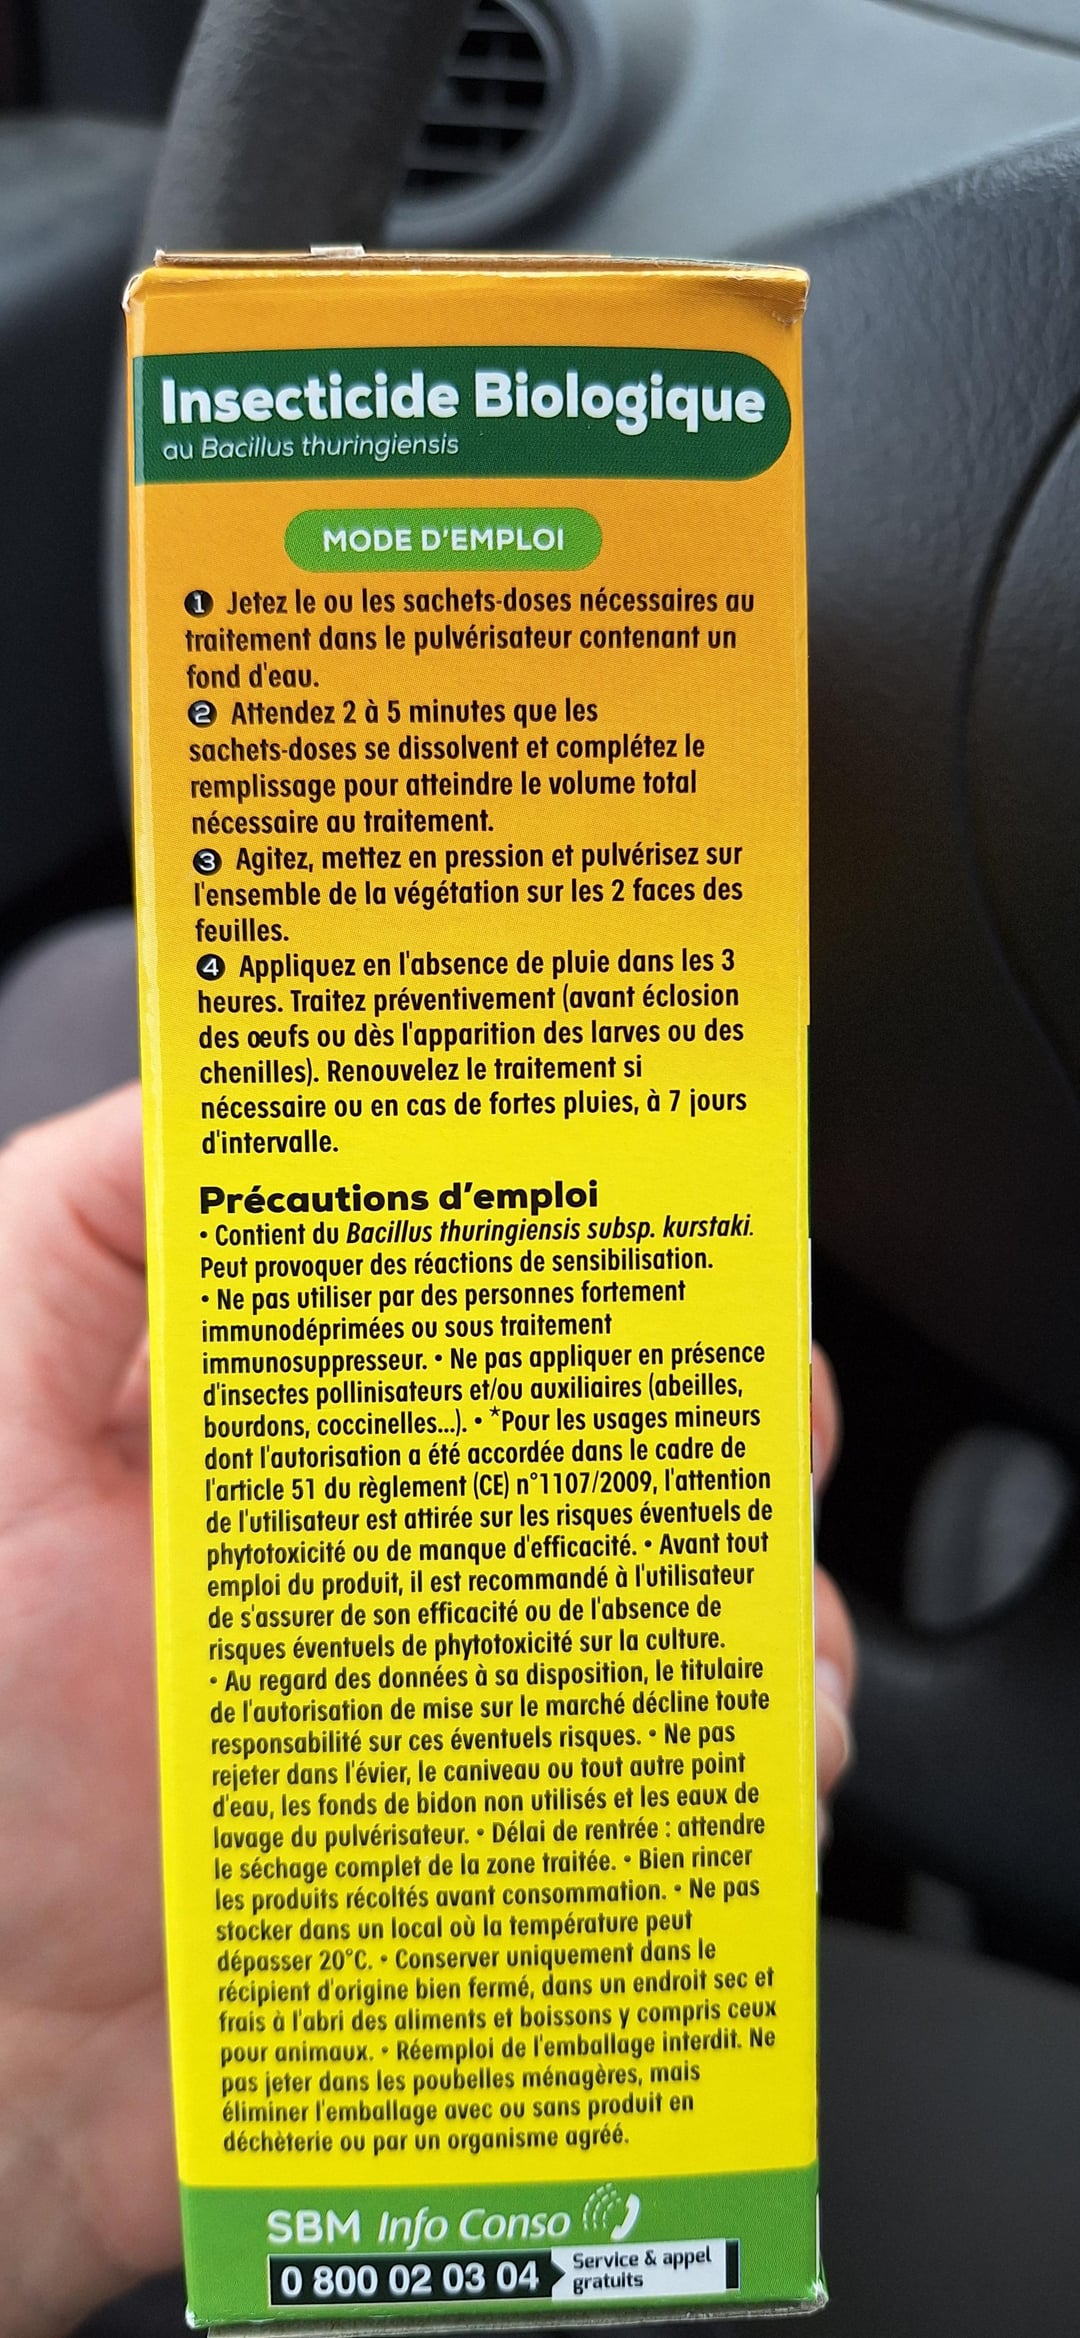 Insecticide Biologique
au Bacillus thuringiensis
MODE D'EMPLOI
1 Jetez le ou les sachets-doses nécessaires au
traitement dans le pulvérisateur contenant un
fond d'eau.
2 Attendez 2 à 5 minutes que les
sachets-doses se dissolvent et complétez le
remplissage pour atteindre le volume total
nécessaire au traitement.
3 Agitez, mettez en pression et pulvérisez sur
l'ensemble de la végétation sur les 2 faces des
feuilles.
4 Appliquez en l'absence de pluie dans les 3
heures. Traitez préventivement (avant éclosion
des œufs ou dès l'apparition des larves ou des
chenilles). Renouvelez le traitement si
nécessaire ou en cas de fortes pluies, à 7 jours
d'intervalle.
Précautions d'emploi
• Contient du Bacillus thuringiensis subsp. kurstaki.
Peut provoquer des réactions de sensibilisation.
• Ne pas utiliser par des personnes fortement
immunodéprimées ou sous traitement
immunosuppresseur. • Ne pas appliquer en présence
d'insectes pollinisateurs et/ou auxiliaires (abeilles,
bourdons, coccinelles...). • *Pour les usages mineurs
dont l'autorisation a été accordée dans le cadre de
l'article 51 du règlement (CE) n°1107/2009, l'attention
de l'utilisateur est attirée sur les risques éventuels de
phytotoxicité ou de manque d'efficacité. • Avant tout
emploi du produit, il est recommandé à l'utilisateur
de s'assurer de son efficacité ou de l'absence de
risques éventuels de phytotoxicité sur la culture.
• Au regard des données à sa disposition, le titulaire
de l'autorisation de mise sur le marché décline toute
responsabilité sur ces éventuels risques. • Ne pas
rejeter dans l'évier, le caniveau ou tout autre point
d'eau, les fonds de bidon non utilisés et les eaux de
lavage du pulvérisateur. • Délai de rentrée : attendre
le séchage complet de la zone traitée. • Bien rincer
les produits récoltés avant consommation. • Ne pas
stocker dans un local où la température peut
dépasser 20°C. • Conserver uniquement dans le
récipient d'origine bien fermé, dans un endroit sec et
frais à l'abri des aliments et boissons y compris ceux
pour animaux. • Réemploi de l'emballage interdit. Ne
pas jeter dans les poubelles ménagères, mais
éliminer l'emballage avec ou sans produit en
déchèterie ou par un organisme agréé.
SBM Info Conso
0 800 02 03 04
Service & appel
gratuits